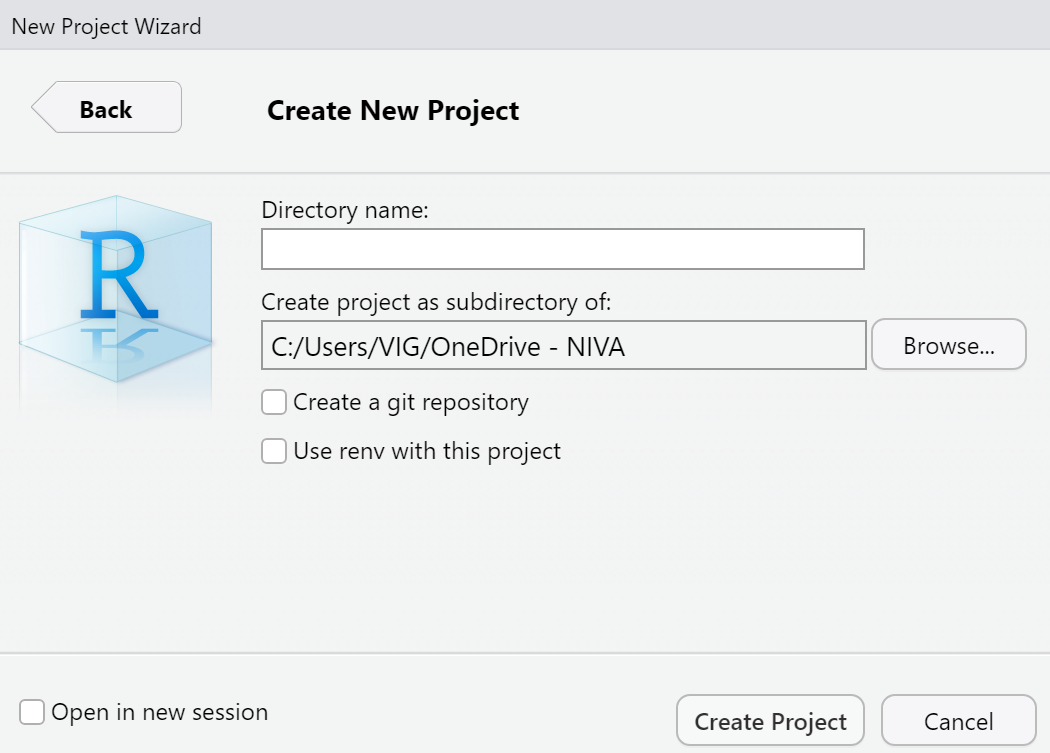 New Project Wizard
Back
Create New Project
R
Directory name:
Create project as subdirectory of:
C:/Users/VIG/OneDrive - NIVA
Browse...
Create a git repository
Use renv with this project
Open in new session
Create Project
Cancel